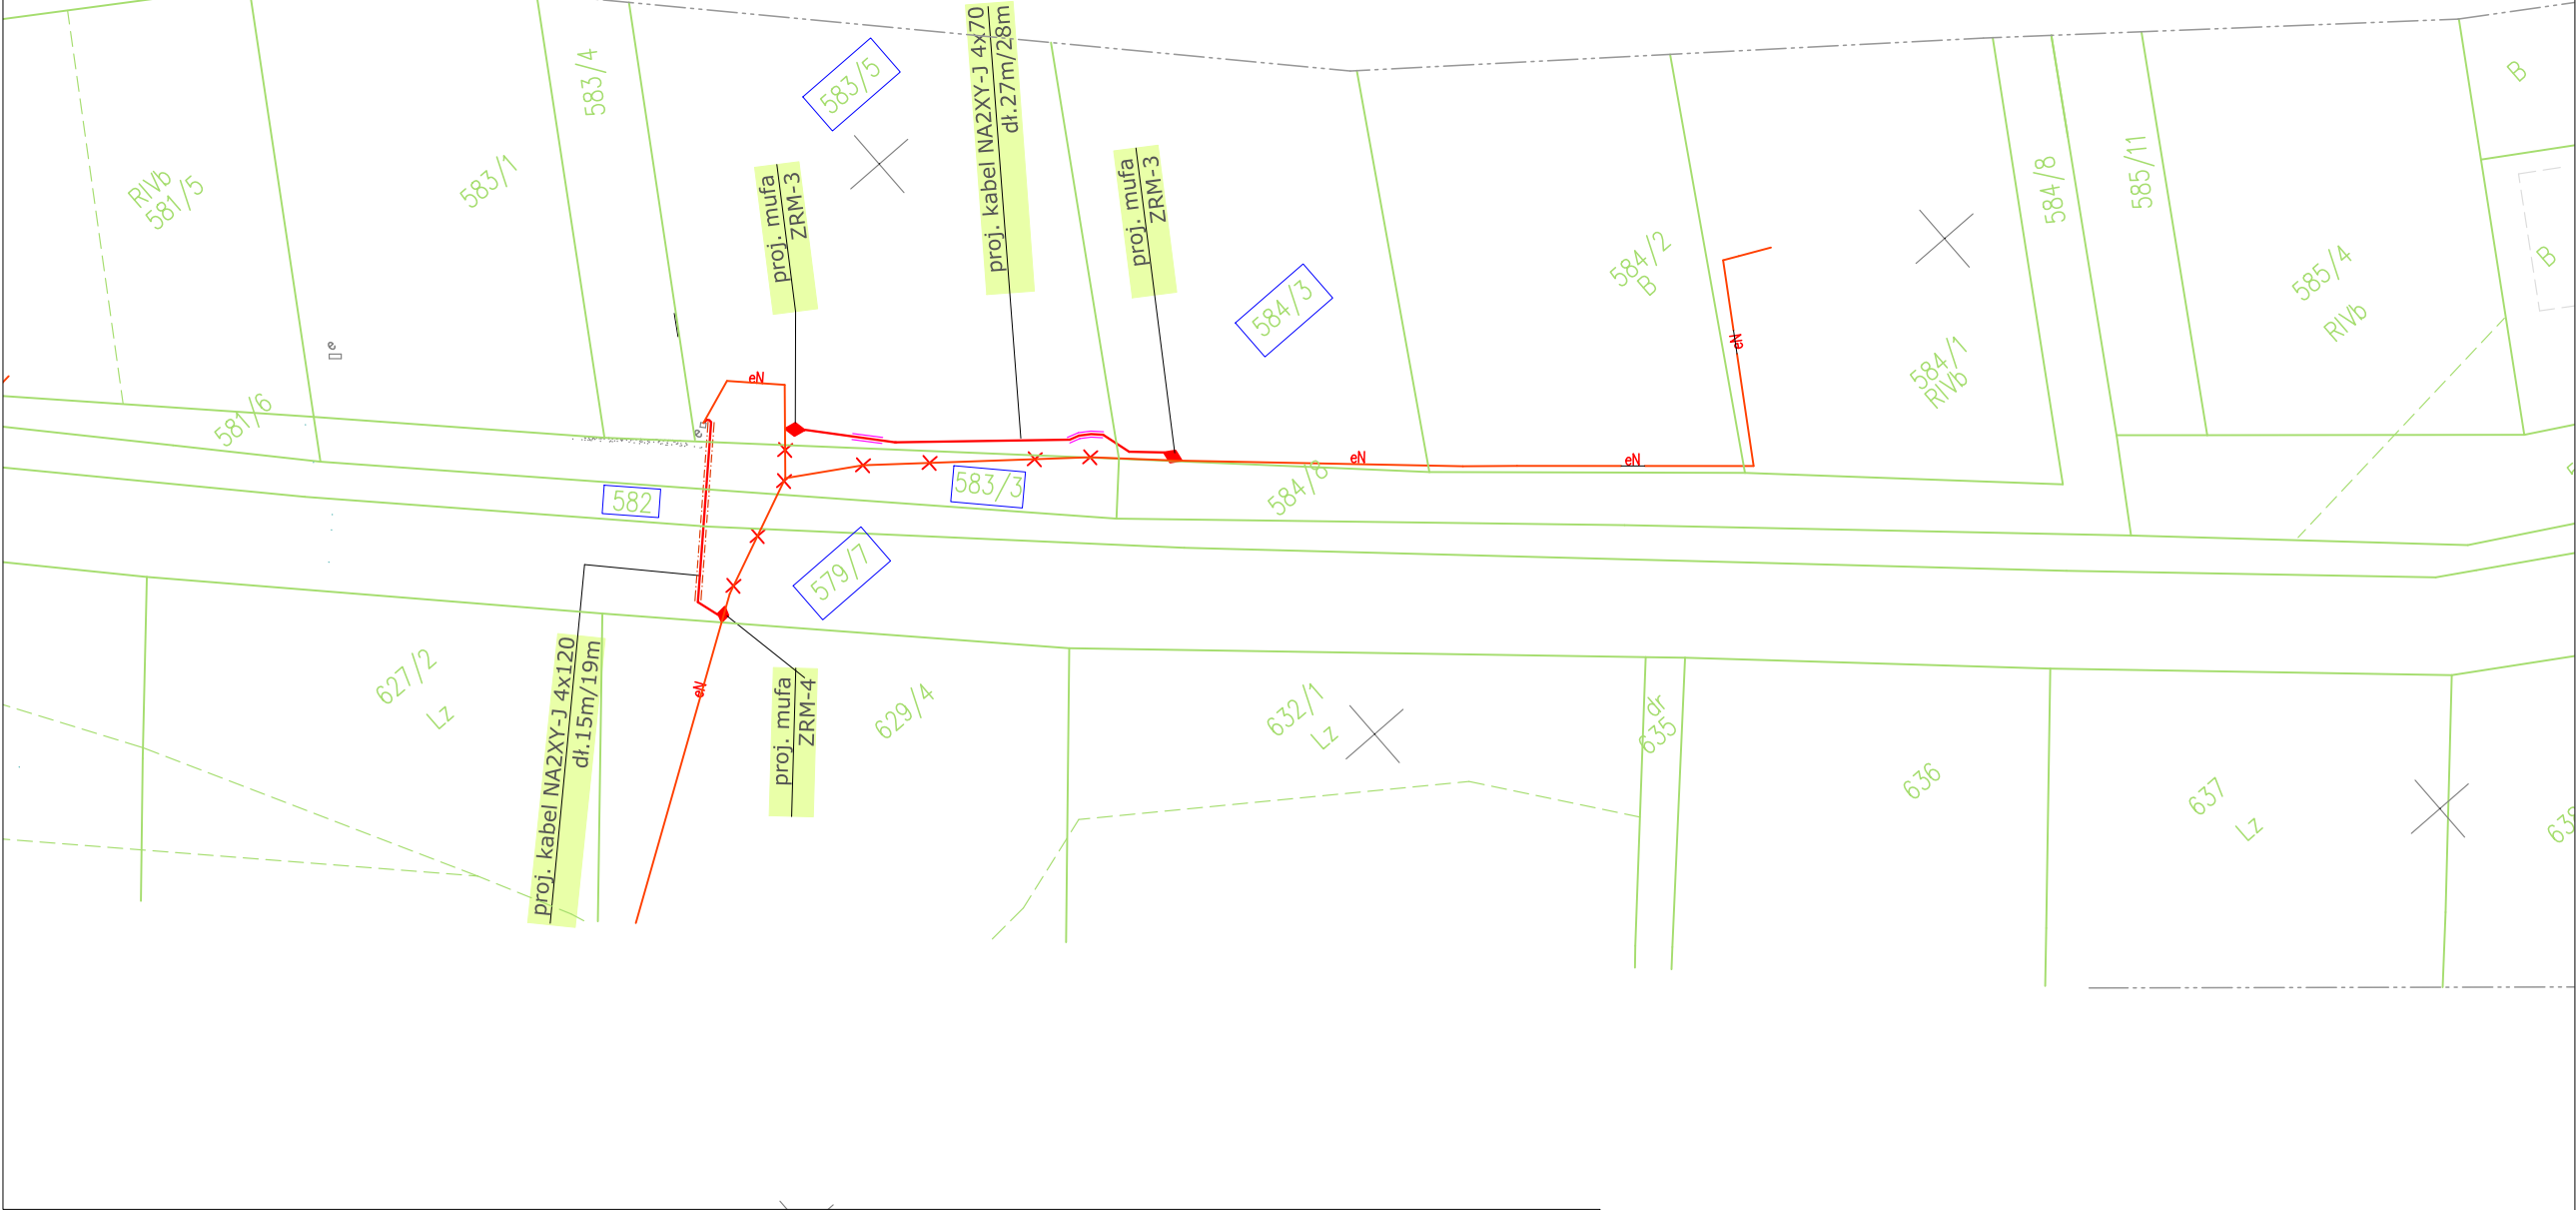 583/4
583/5
proj. kabel NA2XY-J 4x70
dł.27m/28m
B
RIVb
581/5
583/1
proj. mufa
ZRM-3
proj. mufa
ZRM-3
584/8
585/11
584/2
B
584/3
585/4
RIVb
B
e
eN
eN
584/1
RIVb
581/6
e
eN
eN
582
583/3
584/8
579/7
proj. kabel NA2XY-J 4x120
dł.15m/19m
627/2
Lz
eN
proj. mufa
ZRM-4
629/4
632/1
Lz
dr
635
636
637
Lz